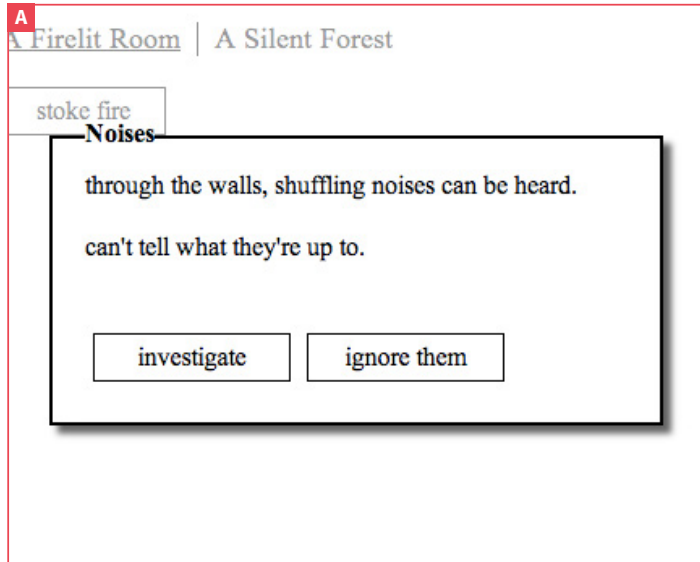 A
A Firelit Room | A Silent Forest
stoke fire
Noises
through the walls, shuffling noises can be heard.
can't tell what they're up to.
investigate ignore them